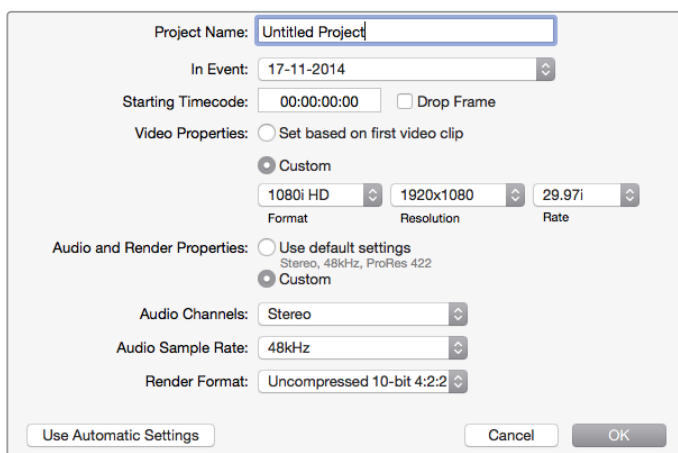 Project Name: Untitled Project
In Event: 17-11-2014
Starting Timecode: 00:00:00:00 Drop Frame
Video Properties: Set based on first video clip
Custom
1080i HD 1920x1080 29.97i
Format Resolution Rate
Audio and Render Properties: Use default settings
Stereo, 48kHz, ProRes 422
Custom
Audio Channels: Stereo
Audio Sample Rate: 48kHz
Render Format: Uncompressed 10-bit 4:2:2
Use Automatic Settings Cancel OK